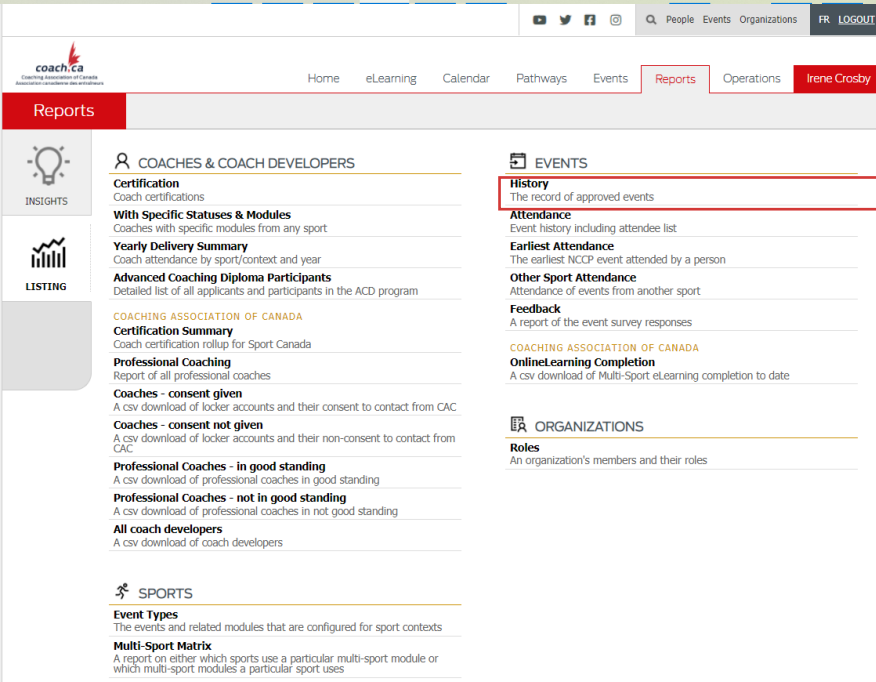 People Events Organizations
FR LOGOUT
coach.ca
Coaching Association of Canada
Association canadienne des entraîneurs
Home eLearning Calendar Pathways Events Reports Operations Irene Crosby
Reports
INSIGHTS
LISTING
COACHES & COACH DEVELOPERS
Certification
Coach certifications
With Specific Statuses & Modules
Coaches with specific modules from any sport
Yearly Delivery Summary
Coach attendance by sport/context and year
Advanced Coaching Diploma Participants
Detailed list of all applicants and participants in the ACD program
COACHING ASSOCIATION OF CANADA
Certification Summary
Coach certification rollup for Sport Canada
Professional Coaching
Report of all professional coaches
Coaches - consent given
A csv download of locker accounts and their consent to contact from CAC
Coaches - consent not given
A csv download of locker accounts and their non-consent to contact from
CAC
Professional Coaches - in good standing
A csv download of professional coaches in good standing
Professional Coaches - not in good standing
A csv download of professional coaches in not good standing
All coach developers
A csv download of coach developers
SPORTS
Event Types
The events and related modules that are configured for sport contexts
Multi-Sport Matrix
A report on either which sports use a particular multi-sport module or
which multi-sport modules a particular sport uses
EVENTS
History
The record of approved events
Attendance
Event history including attendee list
Earliest Attendance
The earliest NCCP event attended by a person
Other Sport Attendance
Attendance of events from another sport
Feedback
A report of the event survey responses
COACHING ASSOCIATION OF CANADA
OnlineLearning Completion
A csv download of Multi-Sport eLearning completion to date
ORGANIZATIONS
Roles
An organization's members and their roles